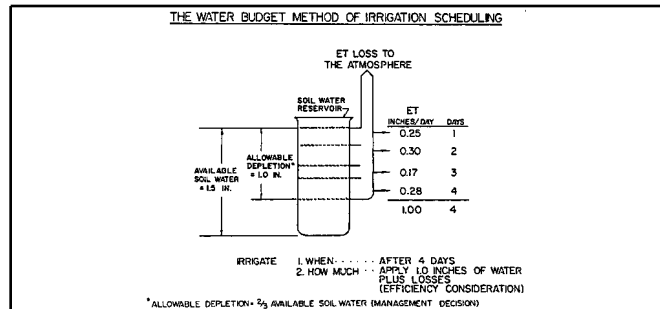 THE WATER BUDGET METHOD OF IRRIGATION SCHEDULING
ET LOSS TO
THE ATMOSPHERE
SOIL WATER
RESERVOIR
ET
INCHES/DAY DAYS
0.25 1
0.30 2
0.17 3
0.28 4
1.00 4
AVAILABLE
SOIL WATER
= 1.5 IN.
ALLOWABLE
DEPLETION*
= 1.0 IN.
IRRIGATE 1. WHEN · · · · · · AFTER 4 DAYS
2. HOW MUCH · · APPLY 1.0 INCHES OF WATER
PLUS LOSSES
(EFFICIENCY CONSIDERATION)
*ALLOWABLE DEPLETION= 2/3 AVAILABLE SOIL WATER (MANAGEMENT DECISION)